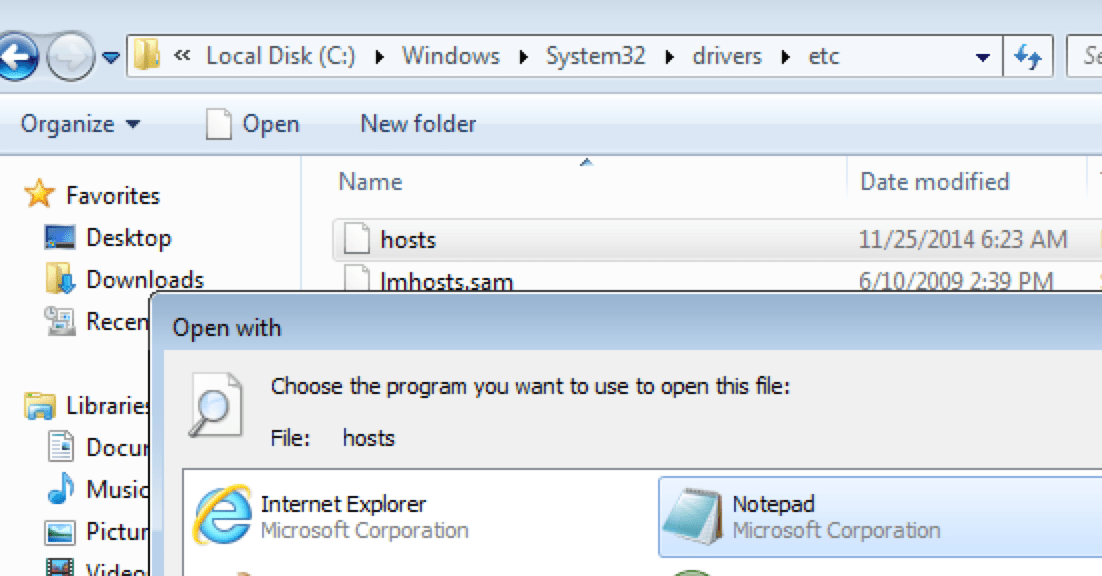 « Local Disk (C:) Windows System32 drivers etc
Organize Open New folder
Name Date modified
Favorites
Desktop
Downloads
Recen
Libraries
Docur
Music
Pictur
Video
hosts 11/25/2014 6:23 AM
lmhosts.sam 6/10/2009 2:39 PM
Open with
Choose the program you want to use to open this file:
File: hosts
Internet Explorer
Microsoft Corporation
Notepad
Microsoft Corporation